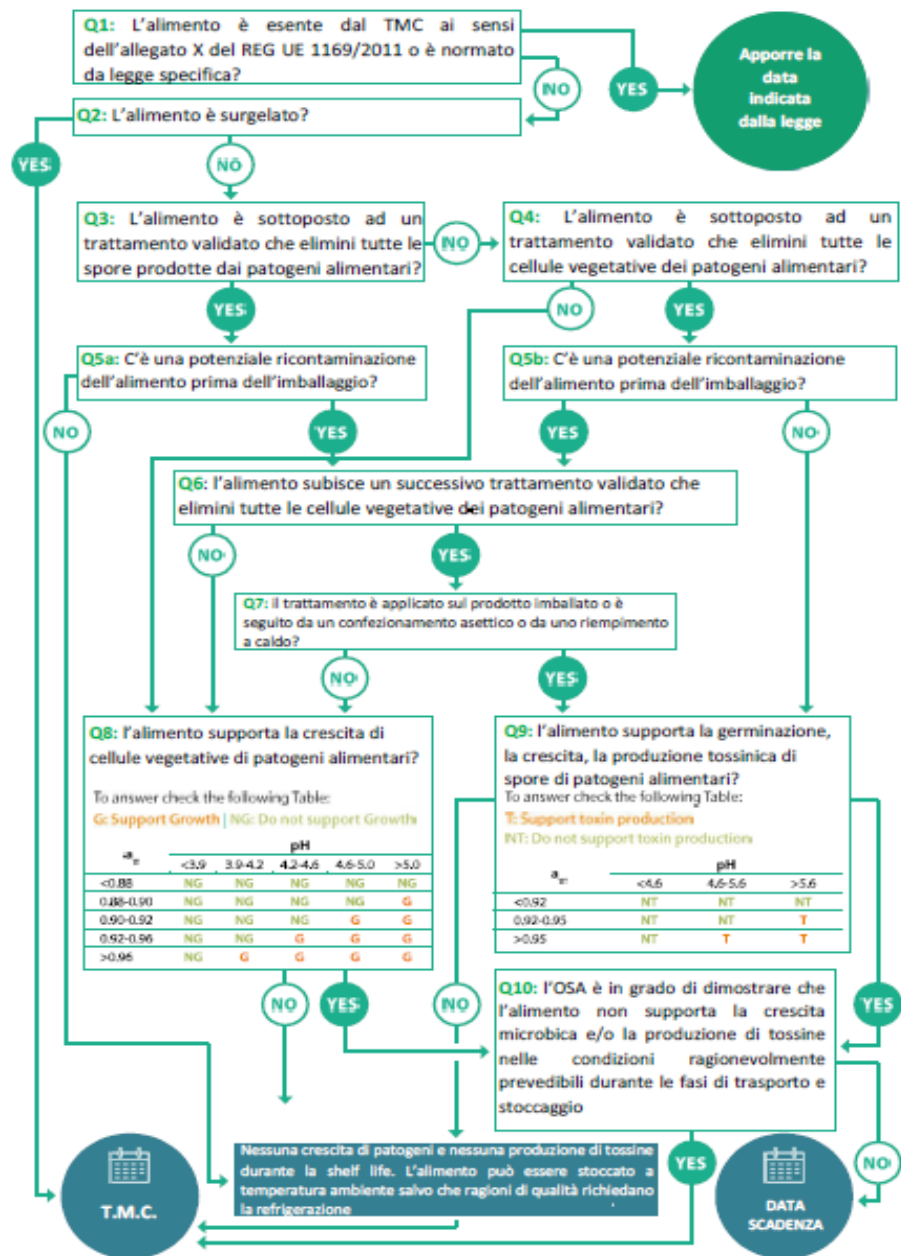 Q1: L'alimento è esente dal TMC ai sensi
dell'allegato X del REG UE 1169/2011 o è normato
da legge specifica?
NO
YES
Apporre la
data
indicata
dalla legge
Q2: L'alimento è surgelato?
YES
NO
Q3: L'alimento è sottoposto ad un
trattamento validato che elimini tutte le
spore prodotte dai patogeni alimentari?
NO
Q4: L'alimento è sottoposto ad un
trattamento validato che elimini tutte le
cellule vegetative dei patogeni alimentari?
YES
NO
YES
Q5a: C'è una potenziale ricontaminazione
dell'alimento prima dell'imballaggio?
Q5b: C'è una potenziale ricontaminazione
dell'alimento prima dell'imballaggio?
NO
YES
YES
NO
Q6: l'alimento subisce un successivo trattamento validato che
elimini tutte le cellule vegetative dei patogeni alimentari?
NO
YES
Q7: il trattamento è applicato sul prodotto imballato o è
seguito da un confezionamento asettico o da uno riempimento
a caldo?
NO
YES
Q8: l'alimento supporta la crescita di
cellule vegetative di patogeni alimentari?
To answer check the following Table:
G: Support Growth | NG: Do not support Growth
pH
<3.9 3.9-4.2 4.2-4.6 4.6-5.0 >5.0
<0.88 NG NG NG NG NG
0.88-0.90 NG NG NG NG G
0.90-0.92 NG NG NG G G
0.92-0.96 NG NG G G G
>0.96 NG G G G G
Q9: l'alimento supporta la germinazione,
la crescita, la produzione tossinica di
spore di patogeni alimentari?
To answer check the following Table:
T: Support toxin production
NT: Do not support toxin production
pH
<4.6 4.6-5.6 >5.6
<0.92 NT NT NT
0.92-0.95 NT NT T
>0.95 NT T T
NO
YES
NO
YES
Q10: l'OSA è in grado di dimostrare che
l'alimento non supporta la crescita
microbica e/o la produzione di tossine
nelle condizioni ragionevolmente
prevedibili durante le fasi di trasporto e
stoccaggio
T.M.C.
Nessuna crescita di patogeni e nessuna produzione di tossine
durante la shelf life. L'alimento può essere stoccato a
temperatura ambiente salvo che ragioni di qualità richiedano
la refrigerazione
YES
DATA
SCADENZA
NO